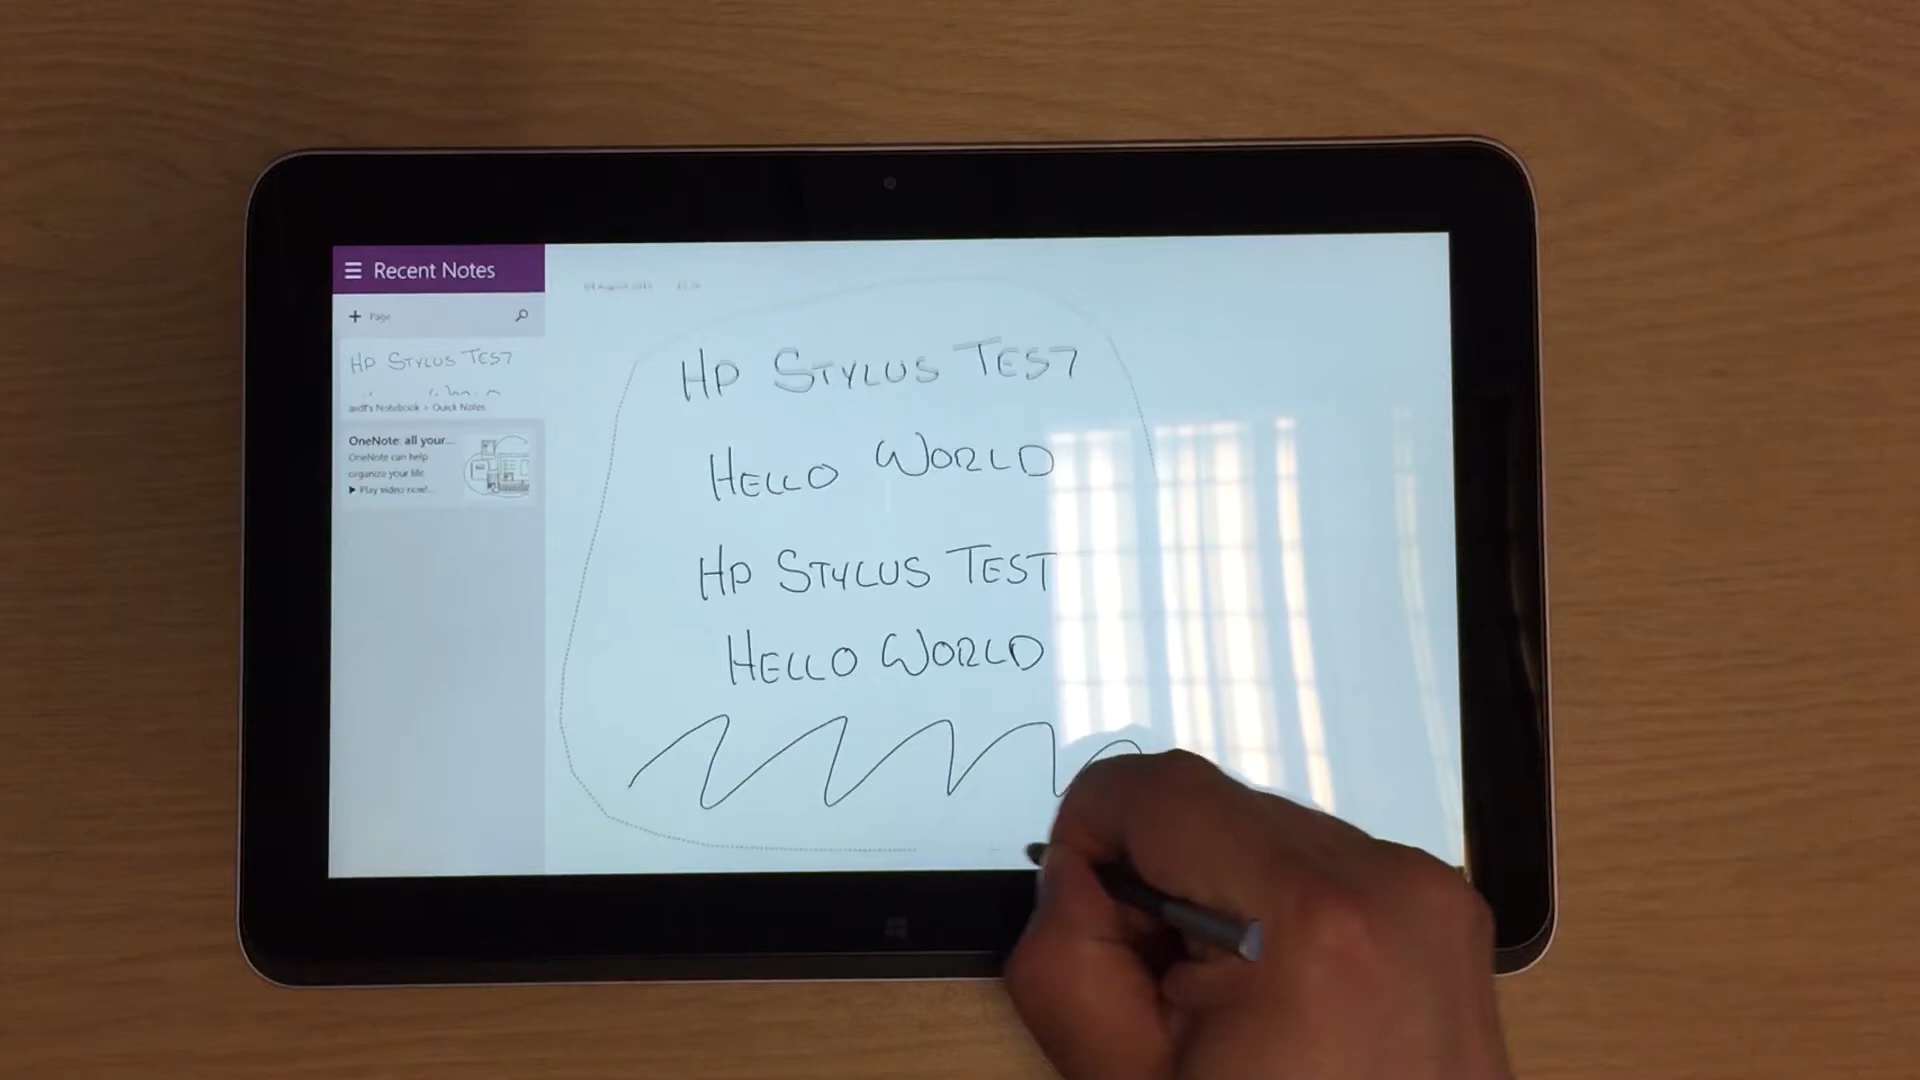 Recent Notes
+ Page
HP STYLUS TEST
asdf's Notebook > Quick Notes
OneNote: all your...
OneNote can help
organize your life.
▶ Play video now!...
HP STYLUS TEST
HELLO WORLD
HP STYLUS TEST
HELLO WORLD